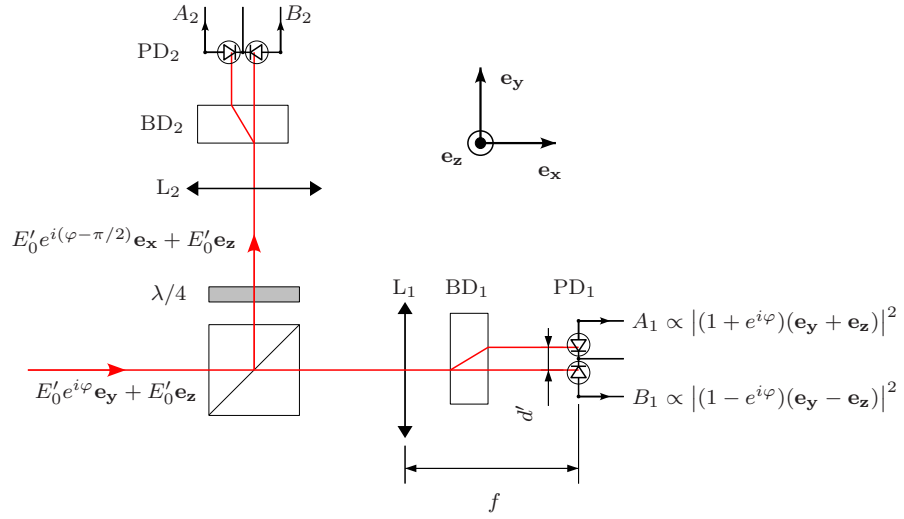 A₂
B₂
PD₂
e_y
BD₂
e_z
e_x
L₂
E′₀e^{i(φ−π/2)}e_x + E′₀e_z
λ/4
L₁
BD₁
PD₁
A₁ ∝ |(1 + e^{iφ})(e_y + e_z)|²
E′₀e^{iφ}e_y + E′₀e_z
B₁ ∝ |(1 − e^{iφ})(e_y − e_z)|²
d′
f